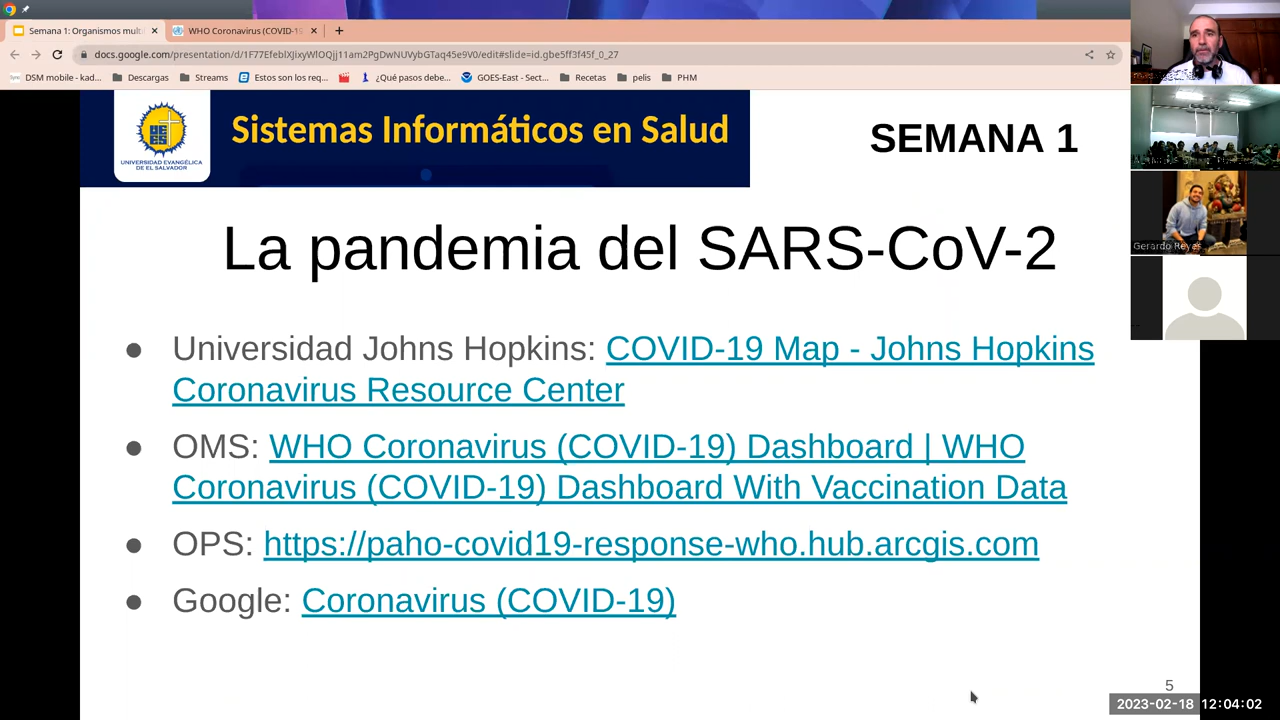 Semana 1: Organismos mult
WHO Coronavirus (COVID-19
docs.google.com/presentation/d/1F77EfeblXJixyWlOQjj11am2PgDwNUVybGTaq45e9V0/edit#slide=id.gbe5ff3f45f_0_27
DSM mobile - kad...
Descargas
Streams
Estos son los req...
¿Qué pasos debe...
GOES-East - Sect...
Recetas
pelis
PHM
UNIVERSIDAD EVANGÉLICA
DE EL SALVADOR
Sistemas Informáticos en Salud
SEMANA 1
La pandemia del SARS-CoV-2
● Universidad Johns Hopkins: COVID-19 Map - Johns Hopkins
Coronavirus Resource Center
● OMS: WHO Coronavirus (COVID-19) Dashboard | WHO
Coronavirus (COVID-19) Dashboard With Vaccination Data
● OPS: https://paho-covid19-response-who.hub.arcgis.com
● Google: Coronavirus (COVID-19)
Gerardo Reyes
5
2023-02-18 12:04:02